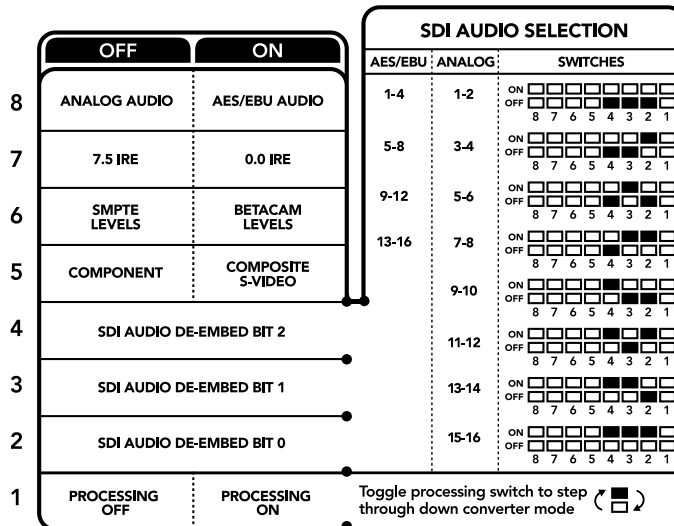 OFF ON
8 ANALOG AUDIO AES/EBU AUDIO
7 7.5 IRE 0.0 IRE
6 SMPTE LEVELS BETACAM LEVELS
5 COMPONENT COMPOSITE S-VIDEO
4 SDI AUDIO DE-EMBED BIT 2
3 SDI AUDIO DE-EMBED BIT 1
2 SDI AUDIO DE-EMBED BIT 0
1 PROCESSING OFF PROCESSING ON
SDI AUDIO SELECTION
AES/EBU ANALOG SWITCHES
1-4 1-2 ON
OFF
8 7 6 5 4 3 2 1
5-8 3-4 ON
OFF
8 7 6 5 4 3 2 1
9-12 5-6 ON
OFF
8 7 6 5 4 3 2 1
13-16 7-8 ON
OFF
8 7 6 5 4 3 2 1
9-10 ON
OFF
8 7 6 5 4 3 2 1
11-12 ON
OFF
8 7 6 5 4 3 2 1
13-14 ON
OFF
8 7 6 5 4 3 2 1
15-16 ON
OFF
8 7 6 5 4 3 2 1
Toggle processing switch to step
through down converter mode